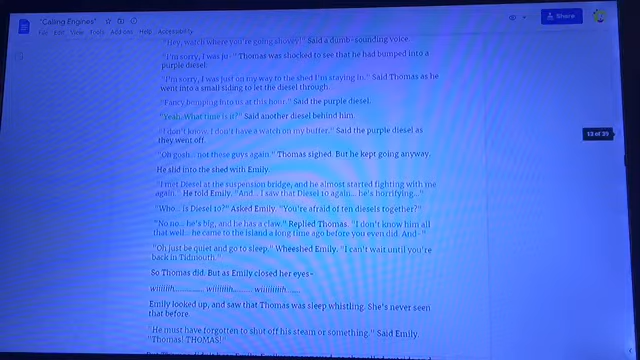 "Calling Engines"
File Edit View Tools Add-ons Help Accessibility
Share
"Hey, watch where you're going shovey!" Said a dumb-sounding voice.
"I'm sorry, I was ju-" Thomas was shocked to see that he had bumped into a
purple diesel.
"I'm sorry, I was just on my way to the shed I'm staying in." Said Thomas as he
went into a small siding to let the diesel through...
"Fancy bumping into us at this hour." Said the purple diesel.
"Yeah. What time is it?" Said another diesel behind him
"I don't know. I don't have a watch on my buffer." Said the purple diesel as
they went off.
"Oh gosh... not these guys again." Thomas sighed. But he kept going anyway.
He slid into the shed with Emily.
"I met Diesel at the suspension bridge, and he almost started fighting with me
again." He told Emily. "And... I saw that Diesel 10 again... he's horrifying..."
"Who... is Diesel 10?" Asked Emily. "You're afraid of ten diesels together?"
"No no... he's big, and he has a claw." Replied Thomas. "I don't know him all
that well... he came to the island a long time ago before you even did. And- "
"Oh just be quiet and go to sleep." Wheeshed Emily. "I can't wait until you're
back in Tidmouth."
So Thomas did. But as Emily closed her eyes-
Emily looked up, and saw that Thomas was sleep whistling. She's never seen
that before.
"He must have forgotten to shut off his steam or something." Said Emily.
"Thomas! THOMAS!"
13 of 39